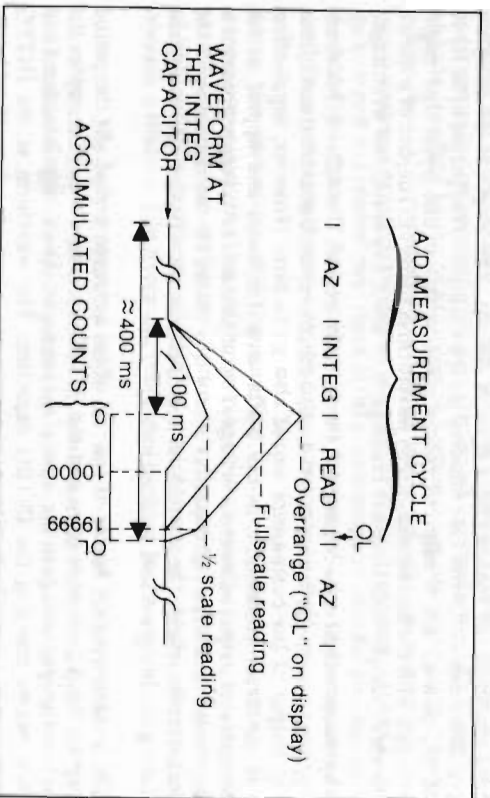 A/D MEASUREMENT CYCLE
OL
| AZ | INTEG | READ | | AZ |
Overrange ("OL" on display)
Fullscale reading
½ scale reading
WAVEFORM AT
THE INTEG
CAPACITOR
100 ms
≈400 ms
ACCUMULATED COUNTS
0
10000
19999
OL